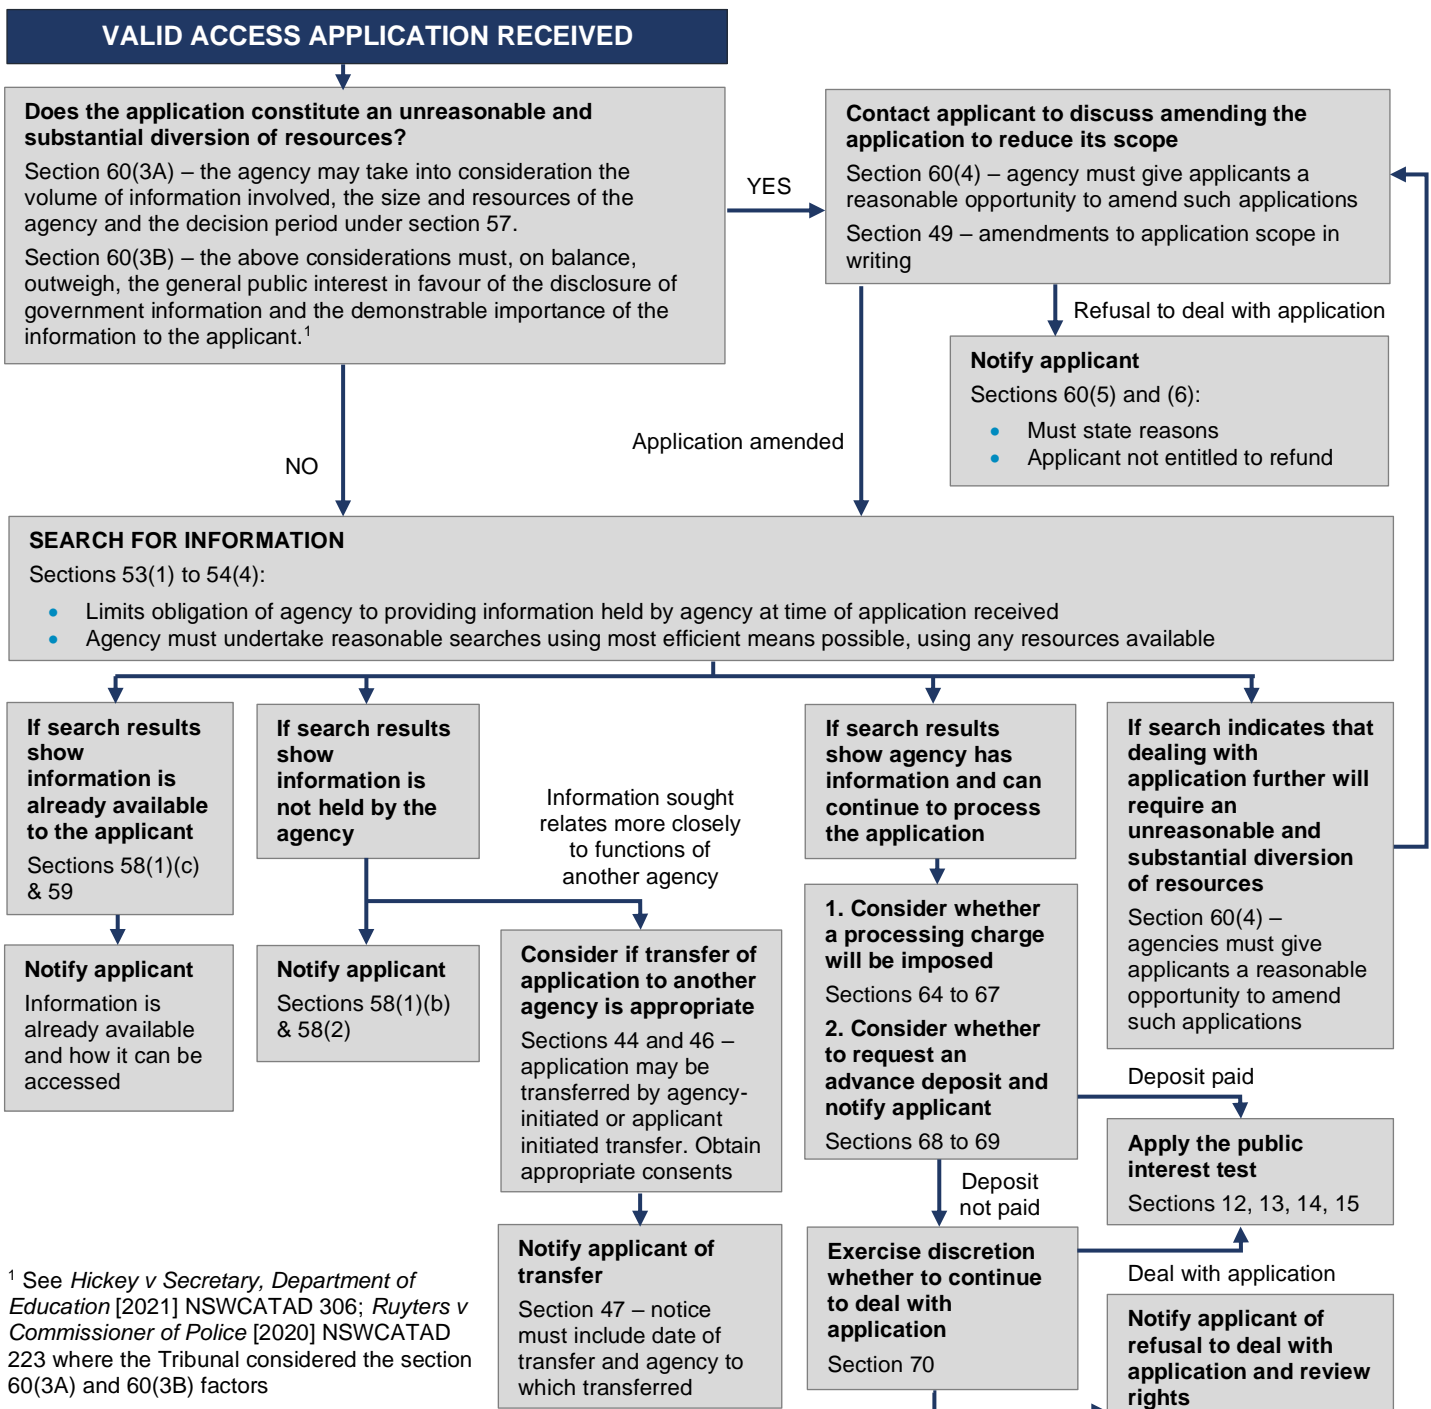 VALID ACCESS APPLICATION RECEIVED
Does the application constitute an unreasonable and
substantial diversion of resources?
Section 60(3A) – the agency may take into consideration the
volume of information involved, the size and resources of the
agency and the decision period under section 57.
Section 60(3B) – the above considerations must, on balance,
outweigh, the general public interest in favour of the disclosure of
government information and the demonstrable importance of the
information to the applicant.1
YES
Contact applicant to discuss amending the
application to reduce its scope
Section 60(4) – agency must give applicants a
reasonable opportunity to amend such applications
Section 49 – amendments to application scope in
writing
Refusal to deal with application
Notify applicant
Sections 60(5) and (6):
• Must state reasons
• Applicant not entitled to refund
Application amended
NO
SEARCH FOR INFORMATION
Sections 53(1) to 54(4):
• Limits obligation of agency to providing information held by agency at time of application received
• Agency must undertake reasonable searches using most efficient means possible, using any resources available
If search results
show
information is
already available
to the applicant
Sections 58(1)(c)
& 59
Notify applicant
Information is
already available
and how it can be
accessed
If search results
show
information is
not held by the
agency
Notify applicant
Sections 58(1)(b)
& 58(2)
Information sought
relates more closely
to functions of
another agency
Consider if transfer of
application to another
agency is appropriate
Sections 44 and 46 –
application may be
transferred by agency-
initiated or applicant
initiated transfer. Obtain
appropriate consents
Notify applicant of
transfer
Section 47 – notice
must include date of
transfer and agency to
which transferred
If search results
show agency has
information and can
continue to process
the application
1. Consider whether
a processing charge
will be imposed
Sections 64 to 67
2. Consider whether
to request an
advance deposit and
notify applicant
Sections 68 to 69
Deposit
not paid
Exercise discretion
whether to continue
to deal with
application
Section 70
If search indicates that
dealing with
application further will
require an
unreasonable and
substantial diversion
of resources
Section 60(4) –
agencies must give
applicants a reasonable
opportunity to amend
such applications
Deposit paid
Apply the public
interest test
Sections 12, 13, 14, 15
Deal with application
Notify applicant of
refusal to deal with
application and review
rights
1 See Hickey v Secretary, Department of
Education [2021] NSWCATAD 306; Ruyters v
Commissioner of Police [2020] NSWCATAD
223 where the Tribunal considered the section
60(3A) and 60(3B) factors